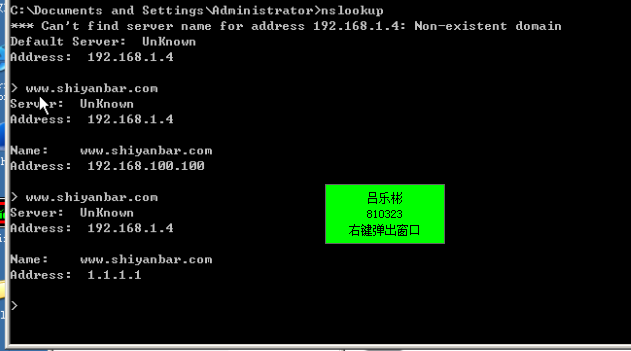 C:\Documents and Settings\Administrator>nslookup
*** Can't find server name for address 192.168.1.4: Non-existent domain
Default Server:  UnKnown
Address:  192.168.1.4
> www.shiyanbar.com
Server:  UnKnown
Address:  192.168.1.4
Name:    www.shiyanbar.com
Address:  192.168.100.100
> www.shiyanbar.com
Server:  UnKnown
Address:  192.168.1.4
Name:    www.shiyanbar.com
Address:  1.1.1.1
>
吕乐彬
810323
右键弹出窗口